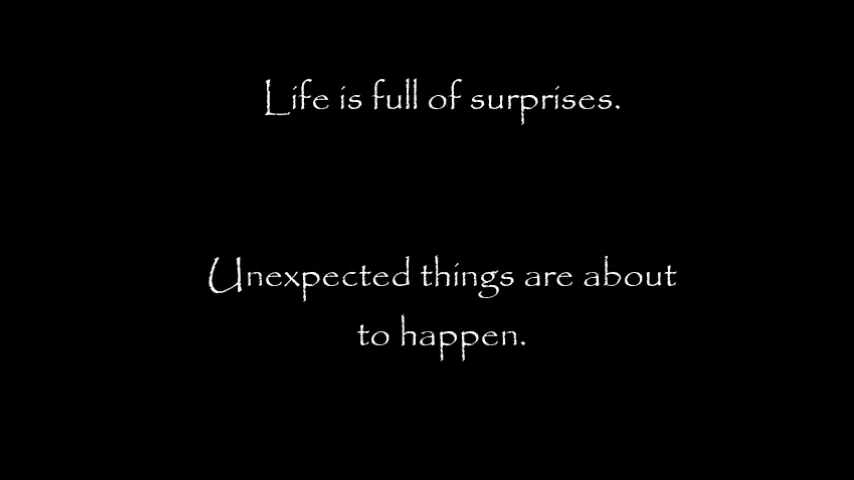 Life is full of surprises.
Unexpected things are about
to happen.